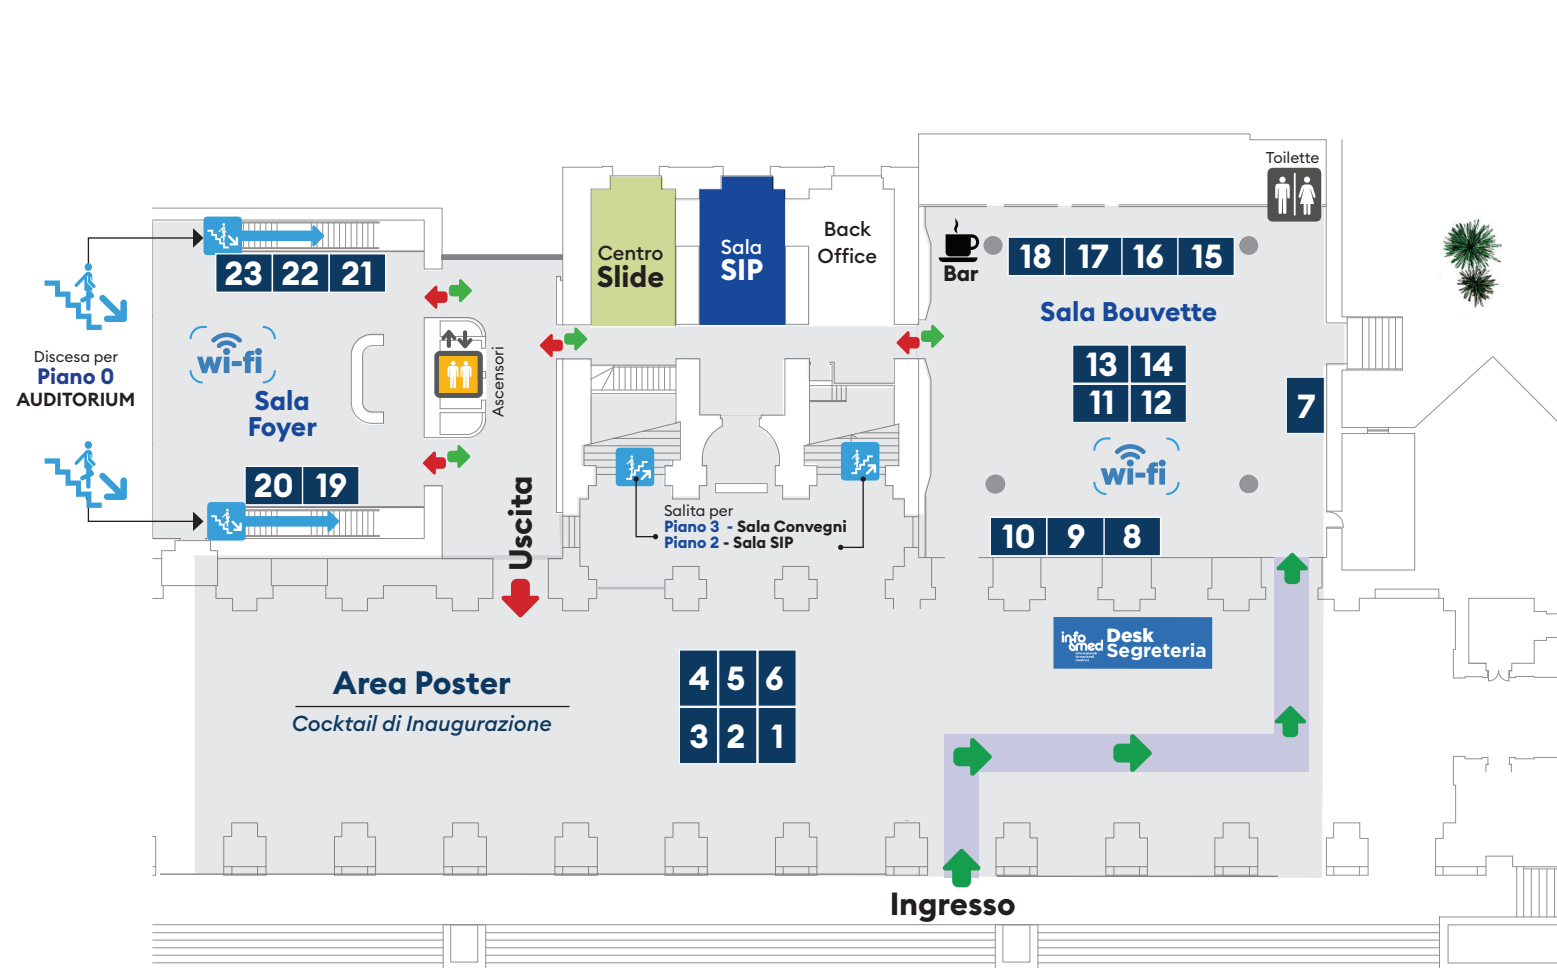 Toilette
Centro
Slide
Sala
SIP
Back
Office
Bar
18 17 16 15
Sala Bouvette
23 22 21
wi-fi
Sala
Foyer
Ascensori
Discesa per
Piano 0
AUDITORIUM
13 14
11 12
7
wi-fi
20 19
Uscita
Salita per
Piano 3 - Sala Convegni
Piano 2 - Sala SIP
10 9 8
info
&med
Desk
Segreteria
Area Poster
Cocktail di Inaugurazione
4 5 6
3 2 1
Ingresso